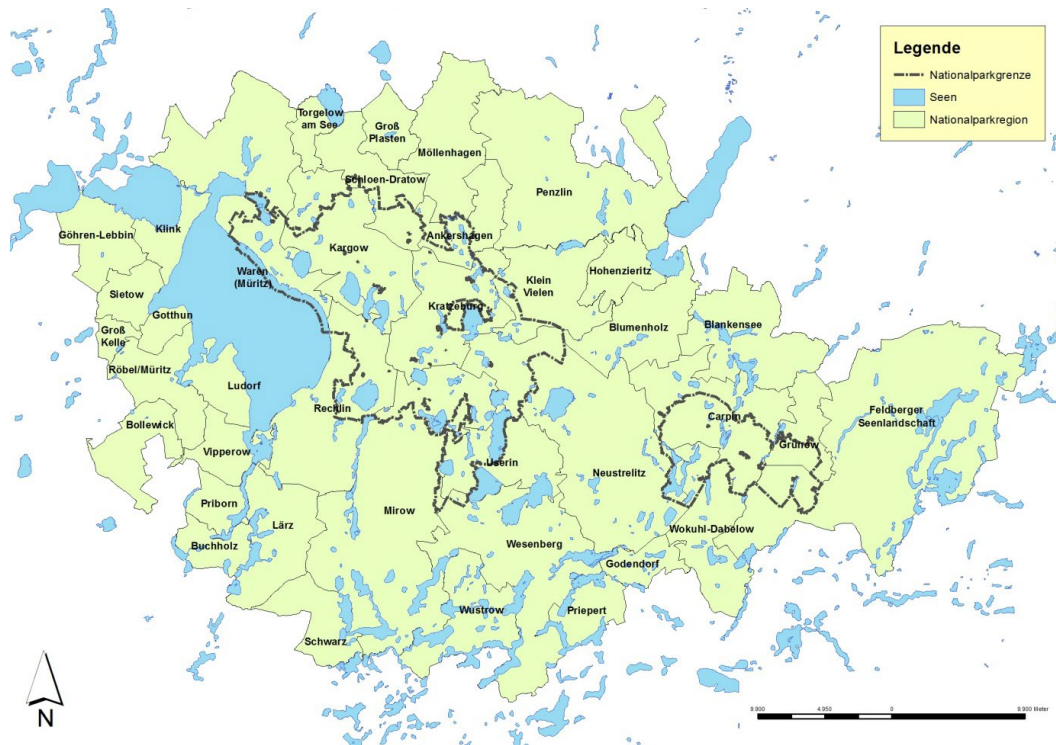 Legende
Nationalparkgrenze
Seen
Nationalparkregion
Torgelow
am See
Groß
Plasten
Möllenhagen
Schloen-Dratow
Penzlin
Göhren-Lebbin
Klink
Ankershagen
Kargow
Waren
(Müritz)
Hohenzieritz
Klein
Vielen
Sietow
Gotthun
Kratzeburg
Groß
Kelle
Blumenholz
Blankensee
Röbel/Müritz
Ludorf
Rechlin
Bollewick
Carpin
Feldberger
Seenlandschaft
Grünow
Vipperow
Userin
Neustrelitz
Priborn
Lärz
Mirow
Wokuhl-Dabelow
Buchholz
Wesenberg
Godendorf
Wustrow
Priepert
Schwarz
N
9.900
4.950
0
9.900 Meter